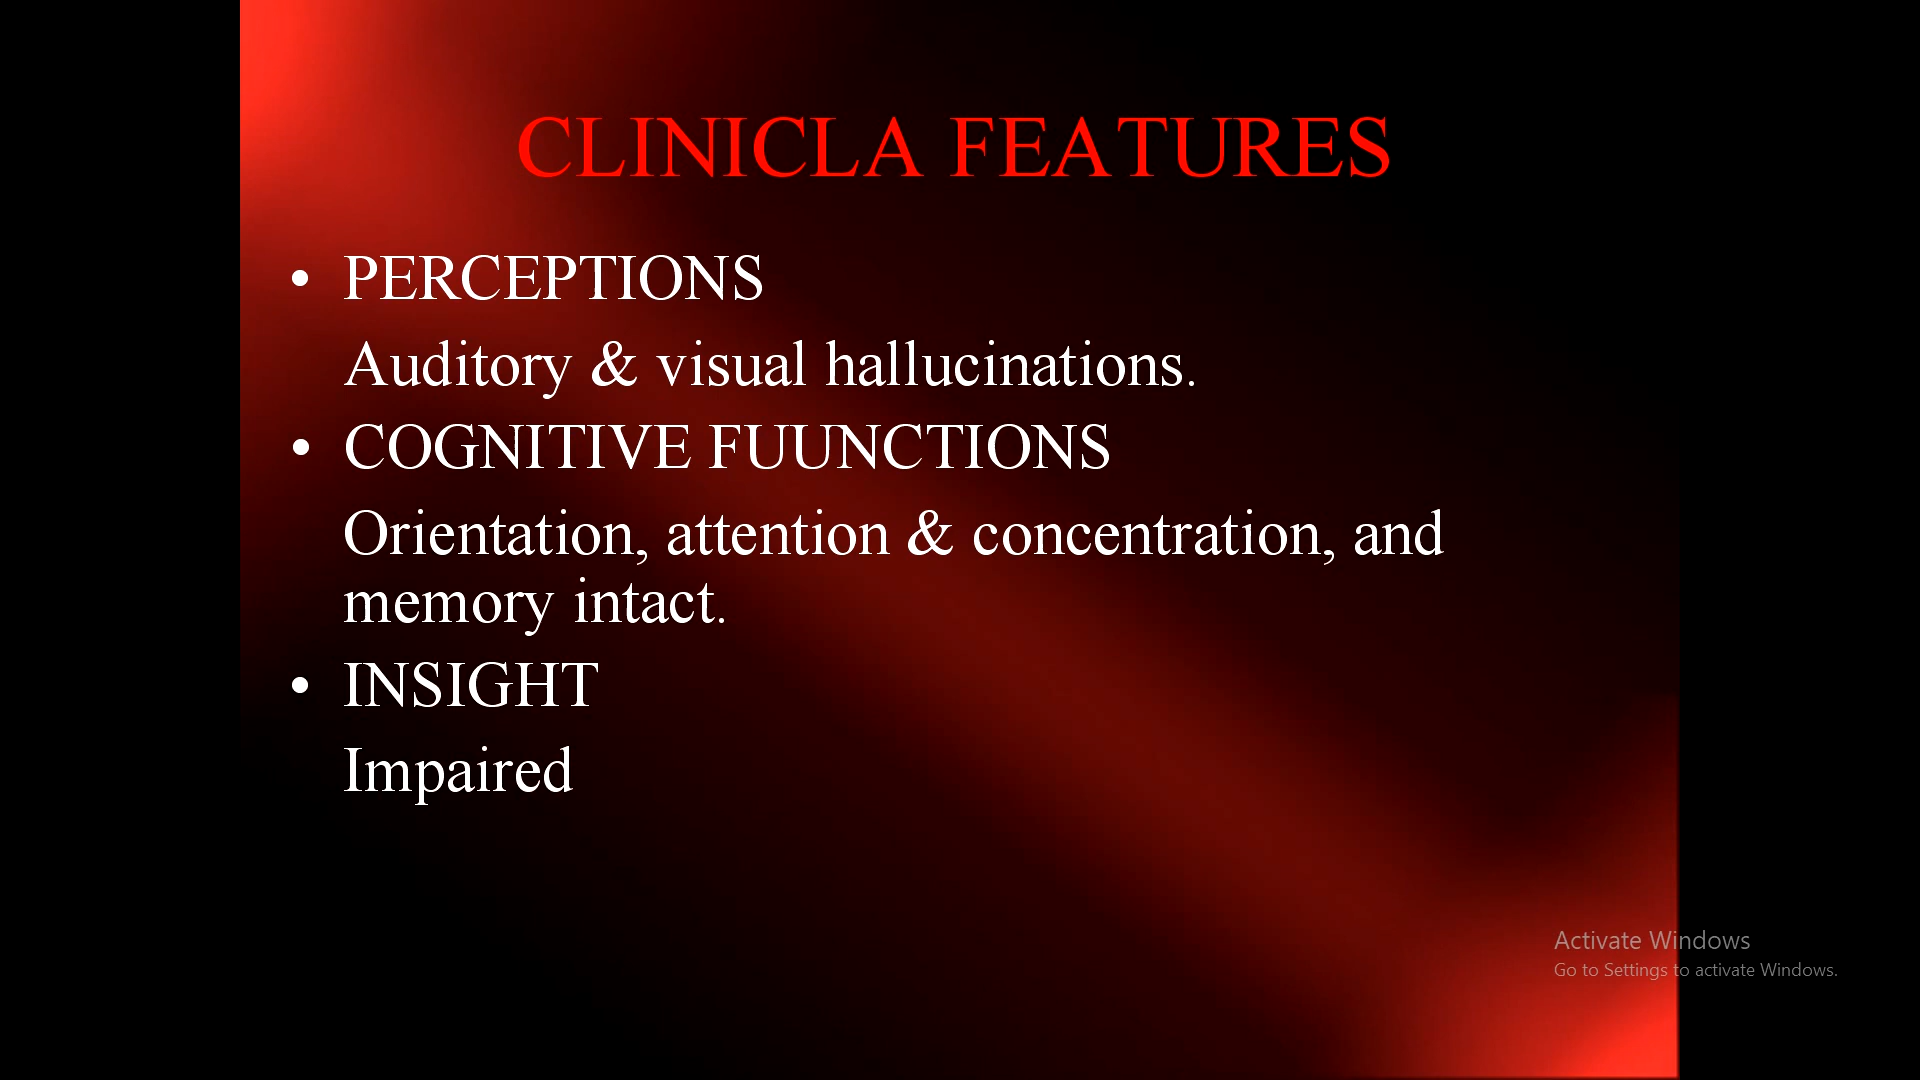 CLINICLA FEATURES
• PERCEPTIONS
Auditory & visual hallucinations.
• COGNITIVE FUUNCTIONS
Orientation, attention & concentration, and
memory intact.
• INSIGHT
Impaired
Activate Windows
Go to Settings to activate Windows.